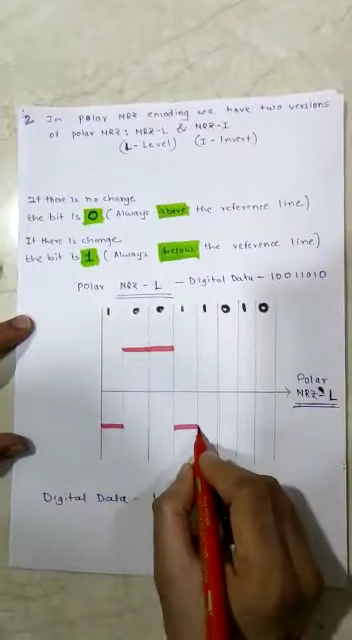 2. In polar NRZ encoding we have two versions
of polar NRZ: NRZ-L & NRZ-I
(L-Level) (I-Invert)
If there is no change
the bit is 0 (Always above the reference line)
If there is change
the bit is 1 (Always below the reference line)
Polar NRZ-L - Digital Data - 10011010
1 0 0 1 1 0 1 0
Polar
NRZ-L
Digital Data -